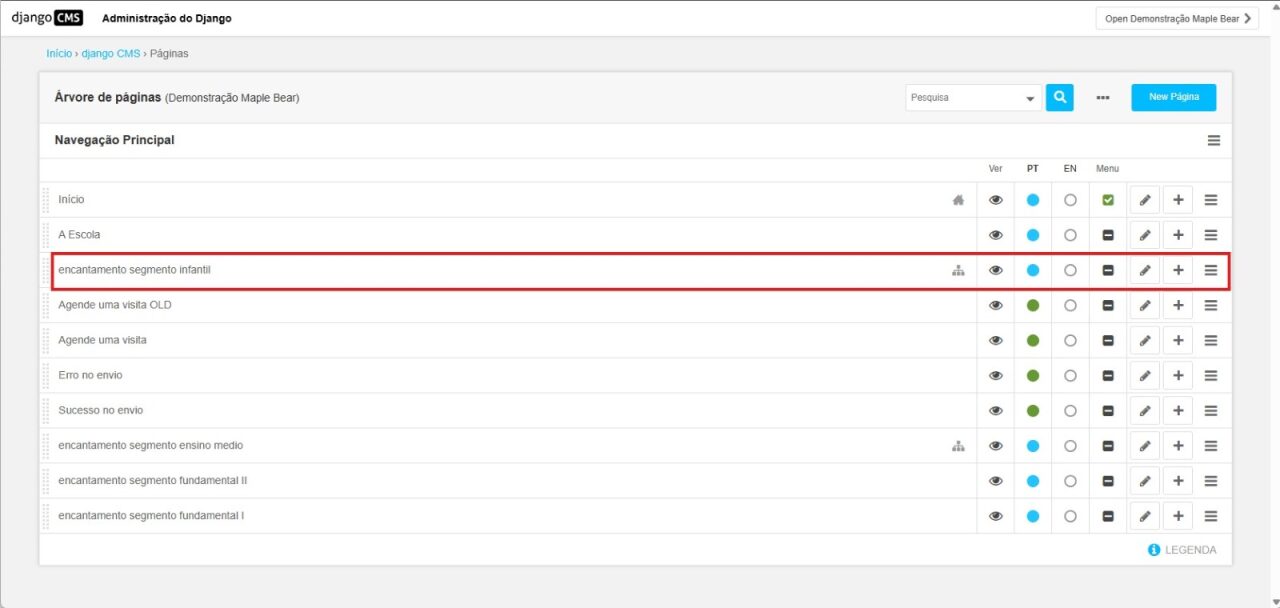 django CMS Administração do Django Open Demonstração Maple Bear
Início › django CMS › Páginas
Árvore de páginas (Demonstração Maple Bear) Pesquisa New Página
Navegação Principal
Ver PT EN Menu
Início
A Escola
encantamento segmento infantil
Agende uma visita OLD
Agende uma visita
Erro no envio
Sucesso no envio
encantamento segmento ensino medio
encantamento segmento fundamental II
encantamento segmento fundamental I
LEGENDA